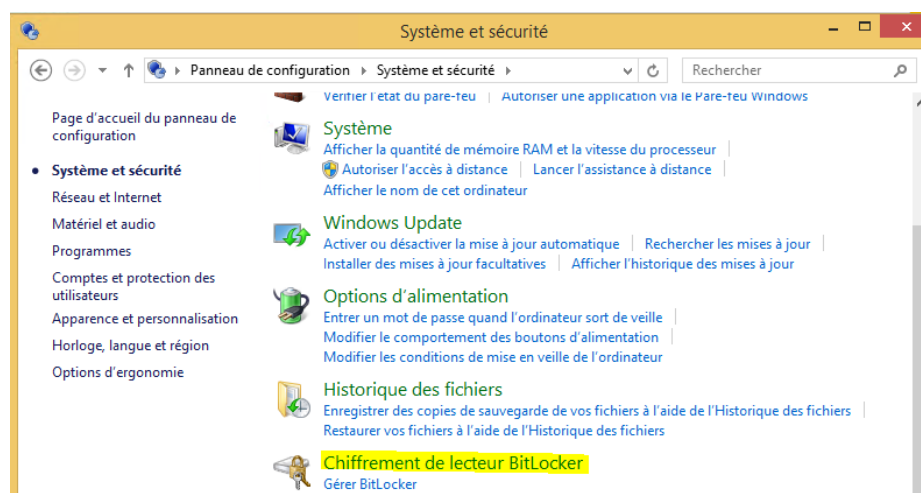 Système et sécurité
Panneau de configuration Système et sécurité Rechercher
Vérifier l'état du pare-feu Autoriser une application via le Pare-feu Windows
Page d'accueil du panneau de configuration
Système et sécurité
Réseau et Internet
Matériel et audio
Programmes
Comptes et protection des utilisateurs
Apparence et personnalisation
Horloge, langue et région
Options d'ergonomie
Système
Afficher la quantité de mémoire RAM et la vitesse du processeur
Autoriser l'accès à distance Lancer l'assistance à distance
Afficher le nom de cet ordinateur
Windows Update
Activer ou désactiver la mise à jour automatique Rechercher les mises à jour
Installer des mises à jour facultatives Afficher l'historique des mises à jour
Options d'alimentation
Entrer un mot de passe quand l'ordinateur sort de veille
Modifier le comportement des boutons d'alimentation
Modifier les conditions de mise en veille de l'ordinateur
Historique des fichiers
Enregistrer des copies de sauvegarde de vos fichiers à l'aide de l'Historique des fichiers
Restaurer vos fichiers à l'aide de l'Historique des fichiers
Chiffrement de lecteur BitLocker
Gérer BitLocker